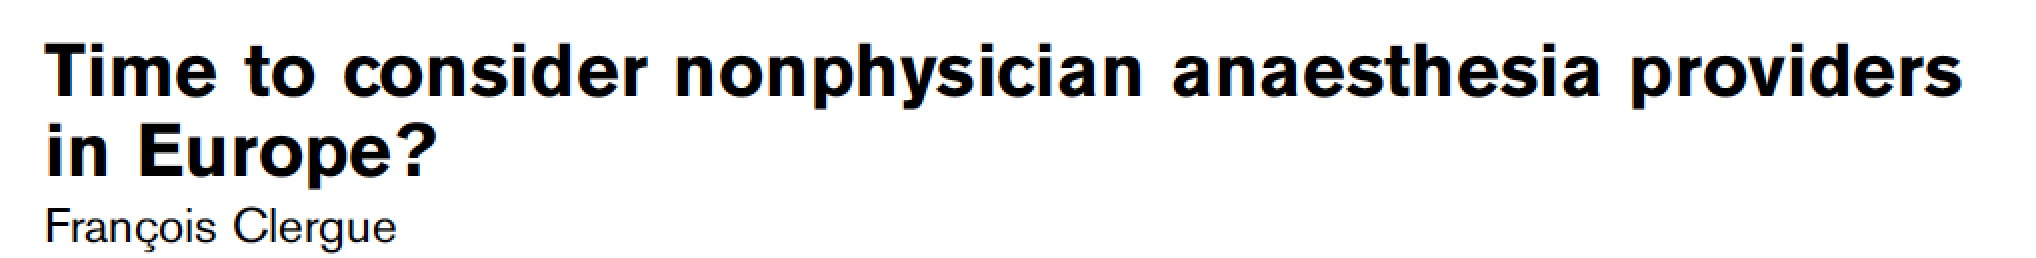 Time to consider nonphysician anaesthesia providers
in Europe?
François Clergue